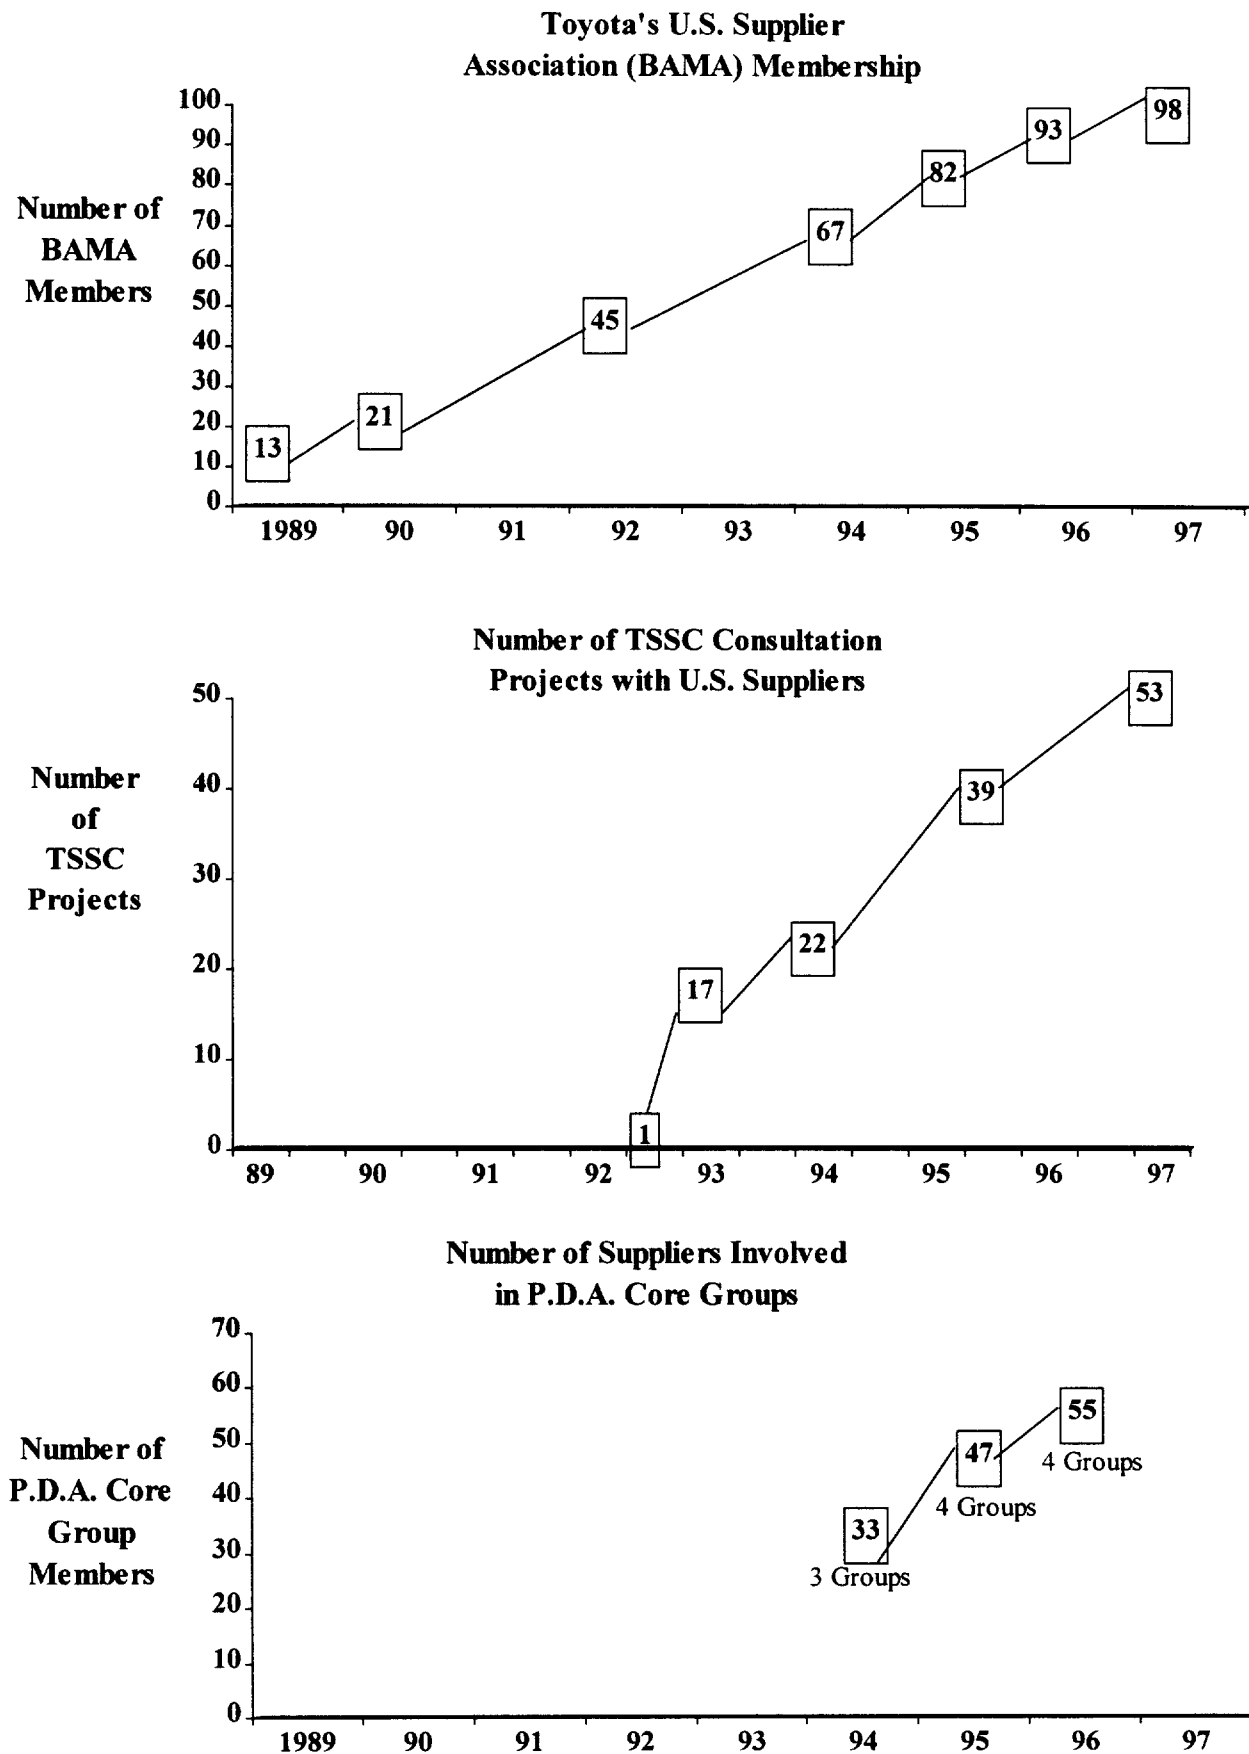 Toyota's U.S. Supplier
Association (BAMA) Membership
100
90
80
70
60
50
40
30
20
10
0
Number of
BAMA
Members
13
21
45
67
82
93
98
1989 90 91 92 93 94 95 96 97
Number of TSSC Consultation
Projects with U.S. Suppliers
50
40
30
20
10
0
Number
of
TSSC
Projects
1
17
22
39
53
89 90 91 92 93 94 95 96 97
Number of Suppliers Involved
in P.D.A. Core Groups
70
60
50
40
30
20
10
0
Number of
P.D.A. Core
Group
Members
33
3 Groups
47
4 Groups
55
4 Groups
1989 90 91 92 93 94 95 96 97